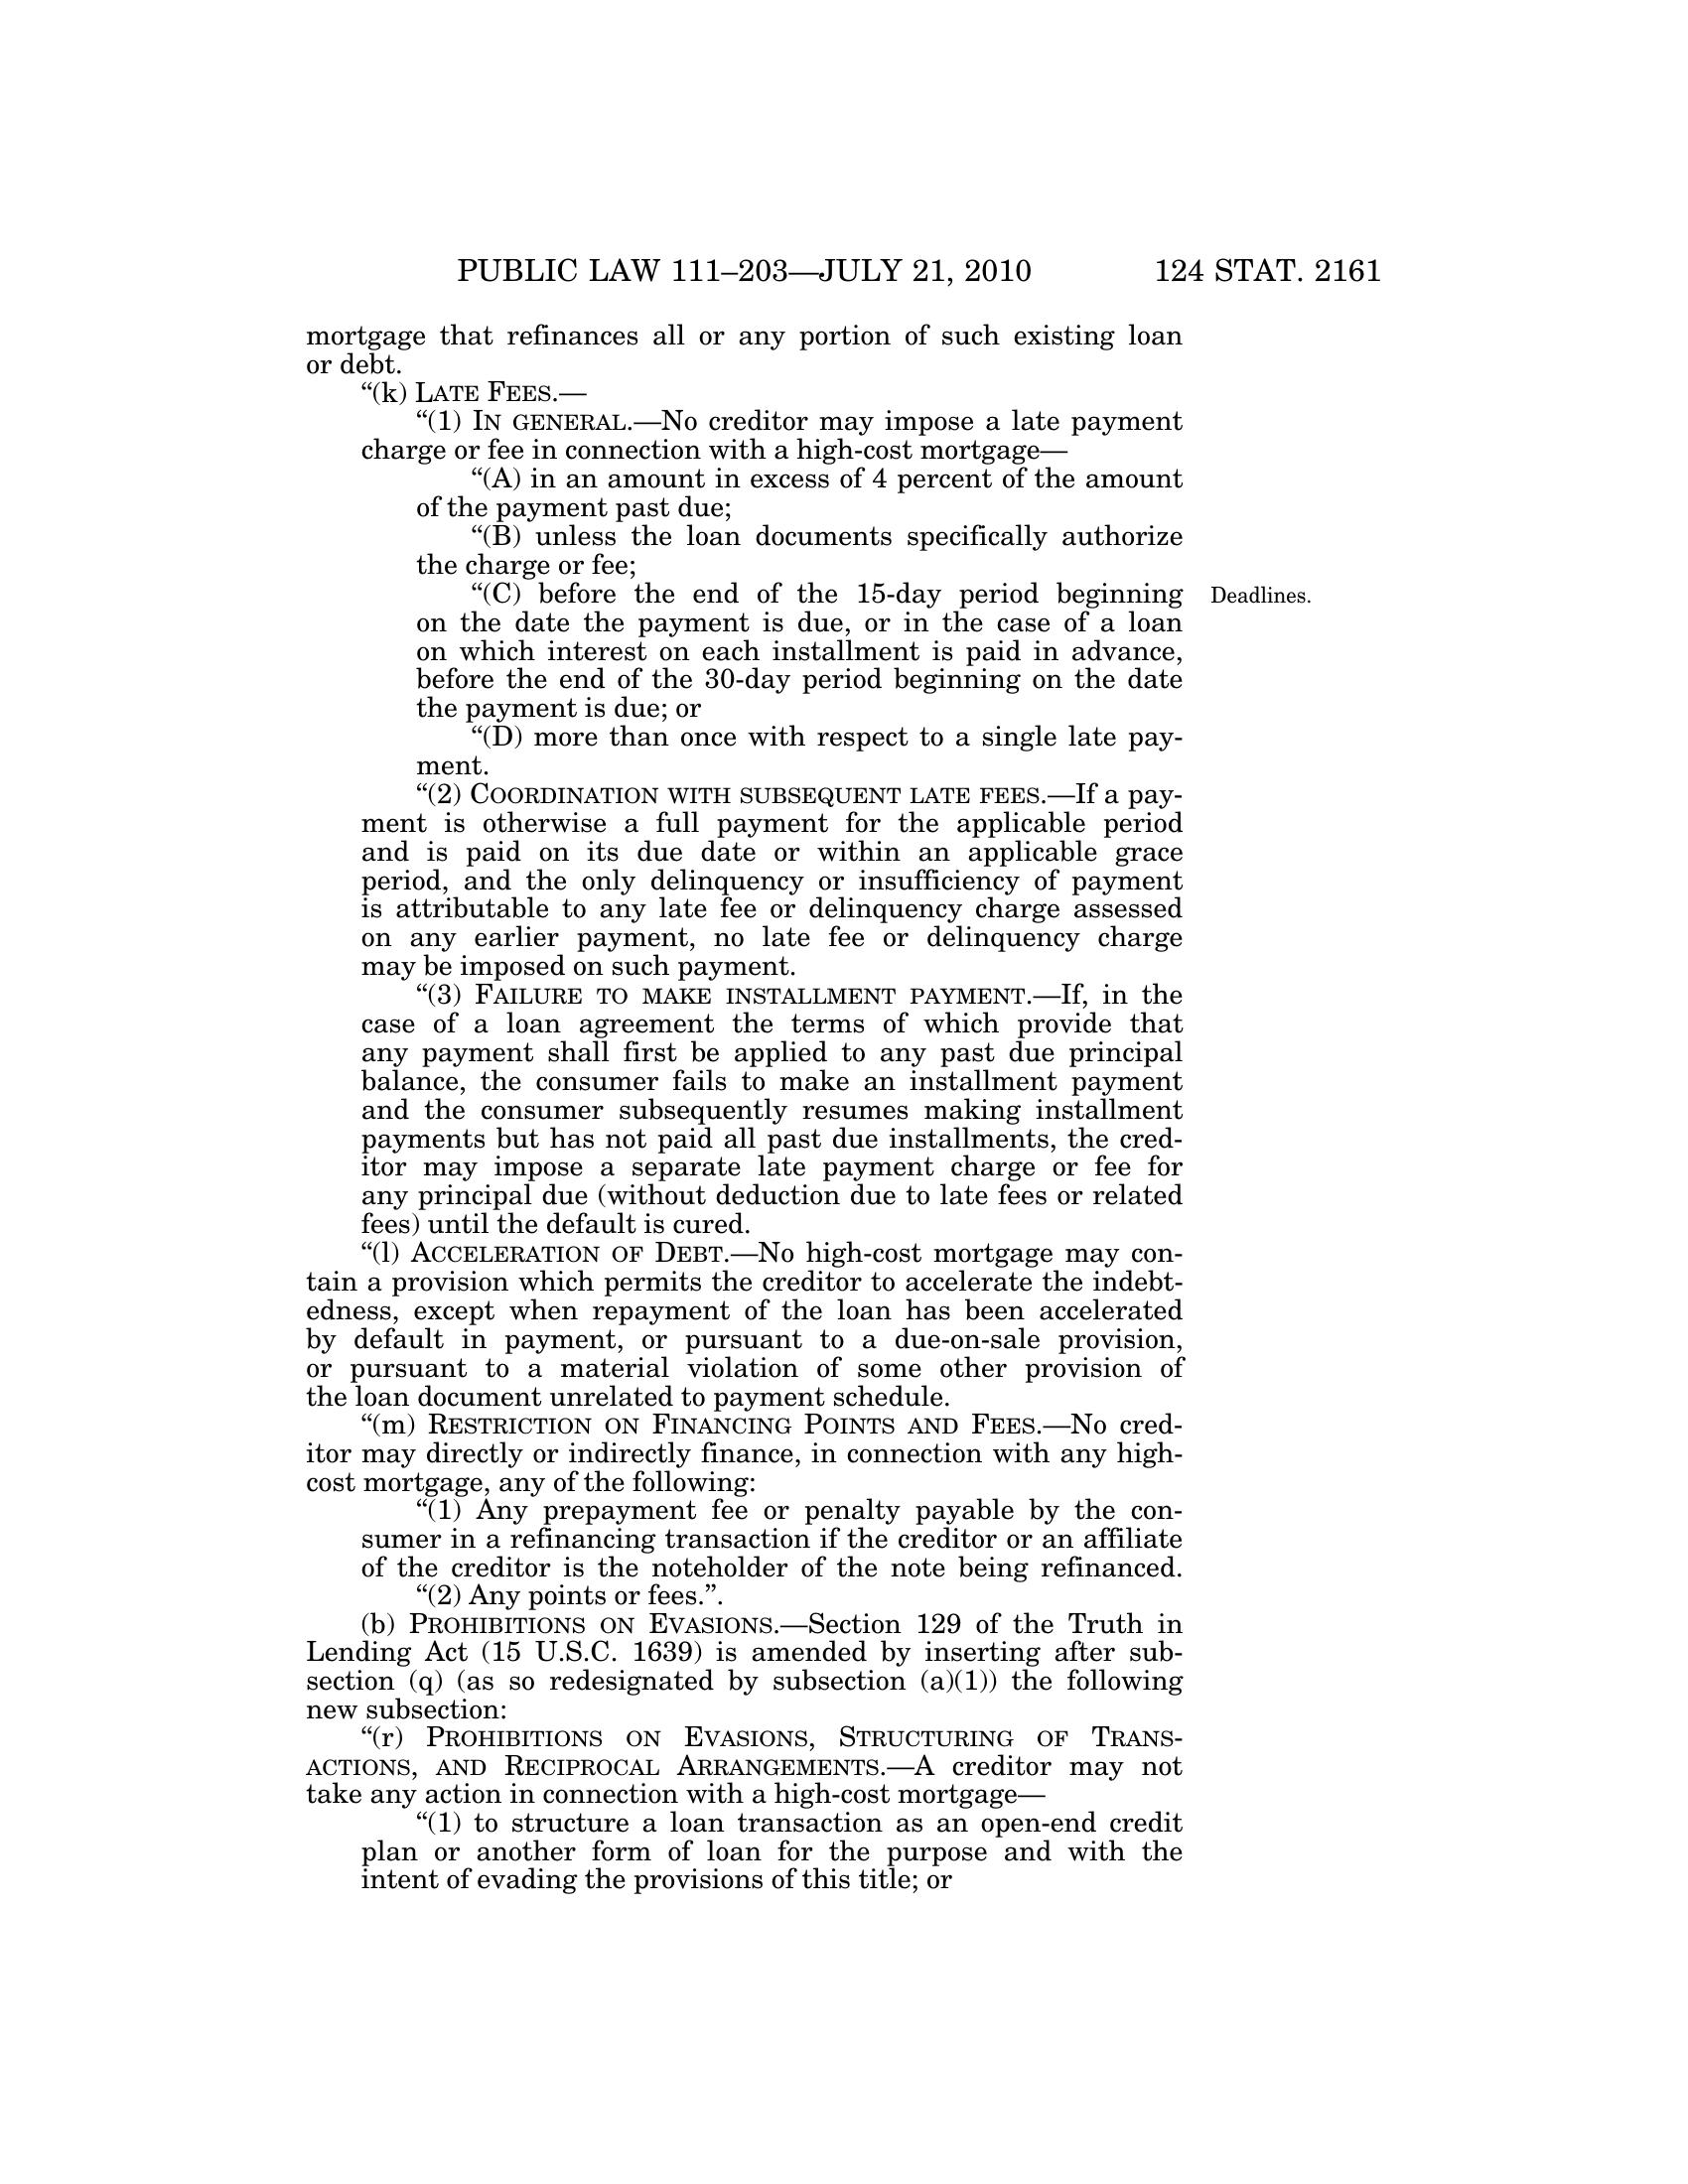 PUBLIC LAW 111–203—JULY 21, 2010 124 STAT. 2161
mortgage that refinances all or any portion of such existing loan
or debt.
“(k) LATE FEES.—
“(1) IN GENERAL.—No creditor may impose a late payment
charge or fee in connection with a high-cost mortgage—
“(A) in an amount in excess of 4 percent of the amount
of the payment past due;
“(B) unless the loan documents specifically authorize
the charge or fee;
“(C) before the end of the 15-day period beginning
Deadlines.
on the date the payment is due, or in the case of a loan
on which interest on each installment is paid in advance,
before the end of the 30-day period beginning on the date
the payment is due; or
“(D) more than once with respect to a single late pay-
ment.
“(2) COORDINATION WITH SUBSEQUENT LATE FEES.—If a pay-
ment is otherwise a full payment for the applicable period
and is paid on its due date or within an applicable grace
period, and the only delinquency or insufficiency of payment
is attributable to any late fee or delinquency charge assessed
on any earlier payment, no late fee or delinquency charge
may be imposed on such payment.
“(3) FAILURE TO MAKE INSTALLMENT PAYMENT.—If, in the
case of a loan agreement the terms of which provide that
any payment shall first be applied to any past due principal
balance, the consumer fails to make an installment payment
and the consumer subsequently resumes making installment
payments but has not paid all past due installments, the cred-
itor may impose a separate late payment charge or fee for
any principal due (without deduction due to late fees or related
fees) until the default is cured.
“(l) ACCELERATION OF DEBT.—No high-cost mortgage may con-
tain a provision which permits the creditor to accelerate the indebt-
edness, except when repayment of the loan has been accelerated
by default in payment, or pursuant to a due-on-sale provision,
or pursuant to a material violation of some other provision of
the loan document unrelated to payment schedule.
“(m) RESTRICTION ON FINANCING POINTS AND FEES.—No cred-
itor may directly or indirectly finance, in connection with any high-
cost mortgage, any of the following:
“(1) Any prepayment fee or penalty payable by the con-
sumer in a refinancing transaction if the creditor or an affiliate
of the creditor is the noteholder of the note being refinanced.
“(2) Any points or fees.”.
(b) PROHIBITIONS ON EVASIONS.—Section 129 of the Truth in
Lending Act (15 U.S.C. 1639) is amended by inserting after sub-
section (q) (as so redesignated by subsection (a)(1)) the following
new subsection:
“(r) PROHIBITIONS ON EVASIONS, STRUCTURING OF TRANS-
ACTIONS, AND RECIPROCAL ARRANGEMENTS.—A creditor may not
take any action in connection with a high-cost mortgage—
“(1) to structure a loan transaction as an open-end credit
plan or another form of loan for the purpose and with the
intent of evading the provisions of this title; or